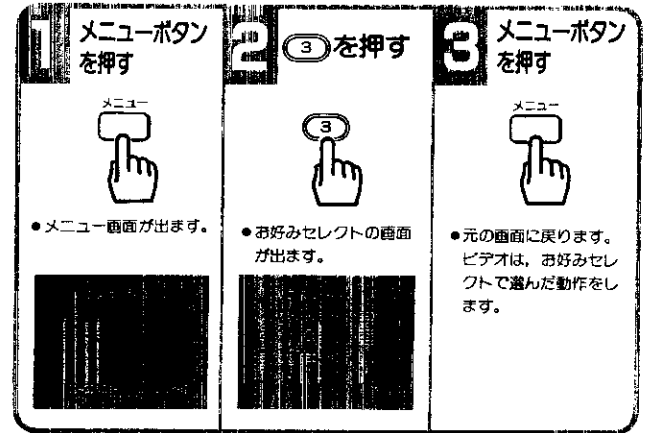 1 メニューボタン
を押す
メニュー
●メニュー画面が出ます。
2 3を押す
3
●お好みセレクトの画面
が出ます。
3 メニューボタン
を押す
メニュー
●元の画面に戻ります。
ビデオは,お好みセレ
クトで選んだ動作をし
ます。